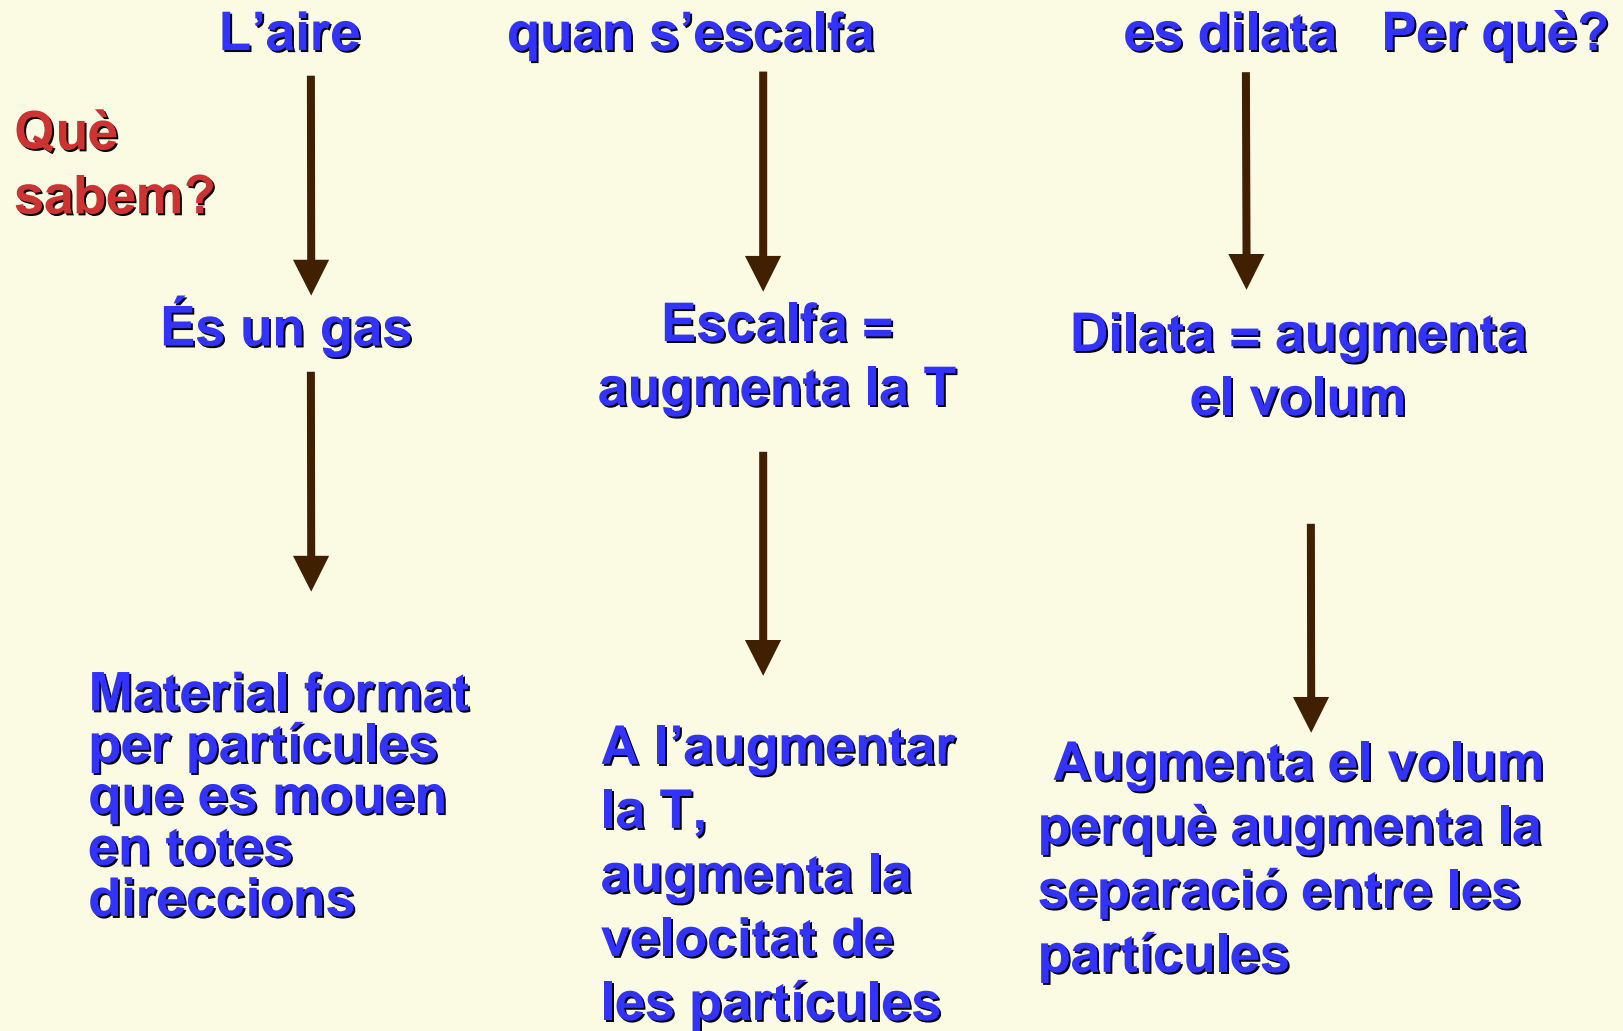 L’aire quan s’escalfa es dilata Per què?
Què
sabem?
És un gas
Escalfa =
augmenta la T
Dilata = augmenta
el volum
Material format
per partícules
que es mouen
en totes
direccions
A l’augmentar
la T,
augmenta la
velocitat de
les partícules
Augmenta el volum
perquè augmenta la
separació entre les
partícules